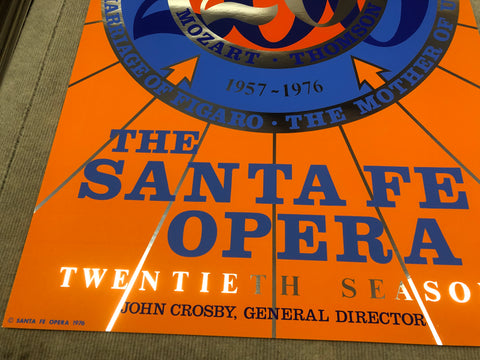 MOZART · THOMSON
MARRIAGE OF FIGARO · THE MOTHER OF
1957~1976
THE
SANTA FE
OPERA
TWENTIETH SEASO
JOHN CROSBY, GENERAL DIRECTOR
© SANTA FE OPERA 1976